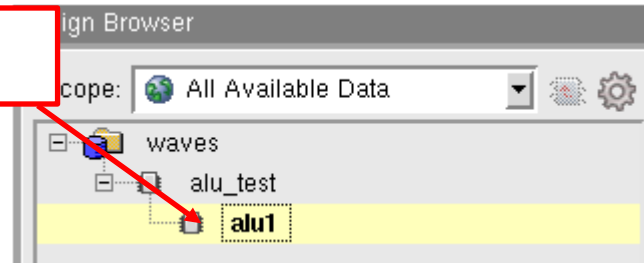 ign Browser
cope: All Available Data
waves
alu_test
alu1